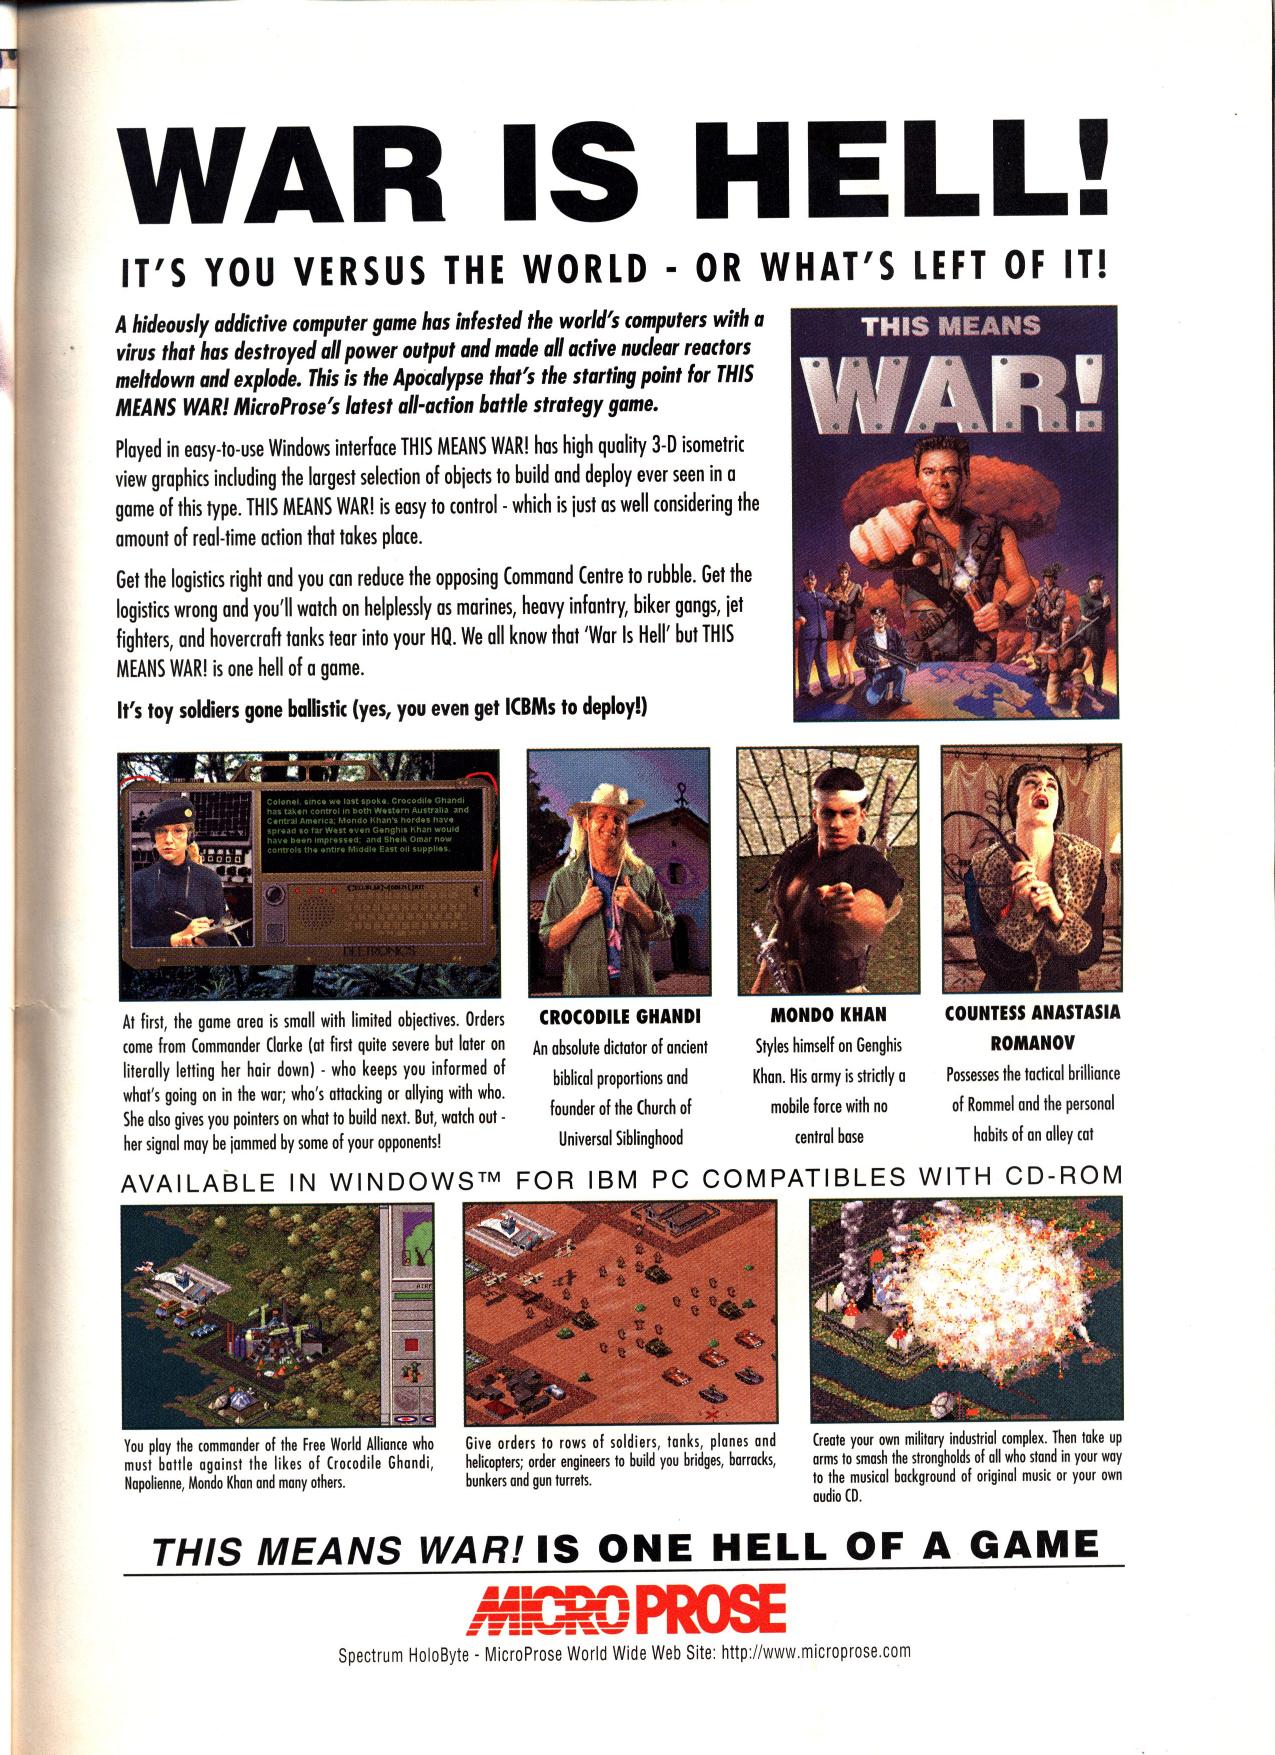 WAR IS HELL!
IT'S YOU VERSUS THE WORLD - OR WHAT'S LEFT OF IT!
A hideously addictive computer game has infested the world's computers with a
virus that has destroyed all power output and made all active nuclear reactors
meltdown and explode. This is the Apocalypse that's the starting point for THIS
MEANS WAR! MicroProse's latest all-action battle strategy game.
Played in easy-to-use Windows interface THIS MEANS WAR! has high quality 3-D isometric
view graphics including the largest selection of objects to build and deploy ever seen in a
game of this type. THIS MEANS WAR! is easy to control - which is just as well considering the
amount of real-time action that takes place.
Get the logistics right and you can reduce the opposing Command Centre to rubble. Get the
logistics wrong and you'll watch on helplessly as marines, heavy infantry, biker gangs, jet
fighters, and hovercraft tanks tear into your HQ. We all know that 'War Is Hell' but THIS
MEANS WAR! is one hell of a game.
It's toy soldiers gone ballistic (yes, you even get ICBMs to deploy!)
THIS MEANS
WAR!
Colonel, since we last spoke, Crocodile Ghandi
has taken control in both Western Australia and
Central America; Mondo Khan's hordes have
spread so far West even Genghis Khan would
have been impressed; and Sheik Omar now
controls the entire Middle East oil supplies.
DELTRONICS
At first, the game area is small with limited objectives. Orders
come from Commander Clarke (at first quite severe but later on
literally letting her hair down) - who keeps you informed of
what's going on in the war; who's attacking or allying with who.
She also gives you pointers on what to build next. But, watch out -
her signal may be jammed by some of your opponents!
CROCODILE GHANDI
An absolute dictator of ancient
biblical proportions and
founder of the Church of
Universal Siblinghood
MONDO KHAN
Styles himself on Genghis
Khan. His army is strictly a
mobile force with no
central base
COUNTESS ANASTASIA
ROMANOV
Possesses the tactical brilliance
of Rommel and the personal
habits of an alley cat
AVAILABLE IN WINDOWS™ FOR IBM PC COMPATIBLES WITH CD-ROM
You play the commander of the Free World Alliance who
must battle against the likes of Crocodile Ghandi,
Napolienne, Mondo Khan and many others.
Give orders to rows of soldiers, tanks, planes and
helicopters; order engineers to build you bridges, barracks,
bunkers and gun turrets.
Create your own military industrial complex. Then take up
arms to smash the strongholds of all who stand in your way
to the musical background of original music or your own
audio CD.
THIS MEANS WAR! IS ONE HELL OF A GAME
MICROPROSE
Spectrum HoloByte - MicroProse World Wide Web Site: http://www.microprose.com